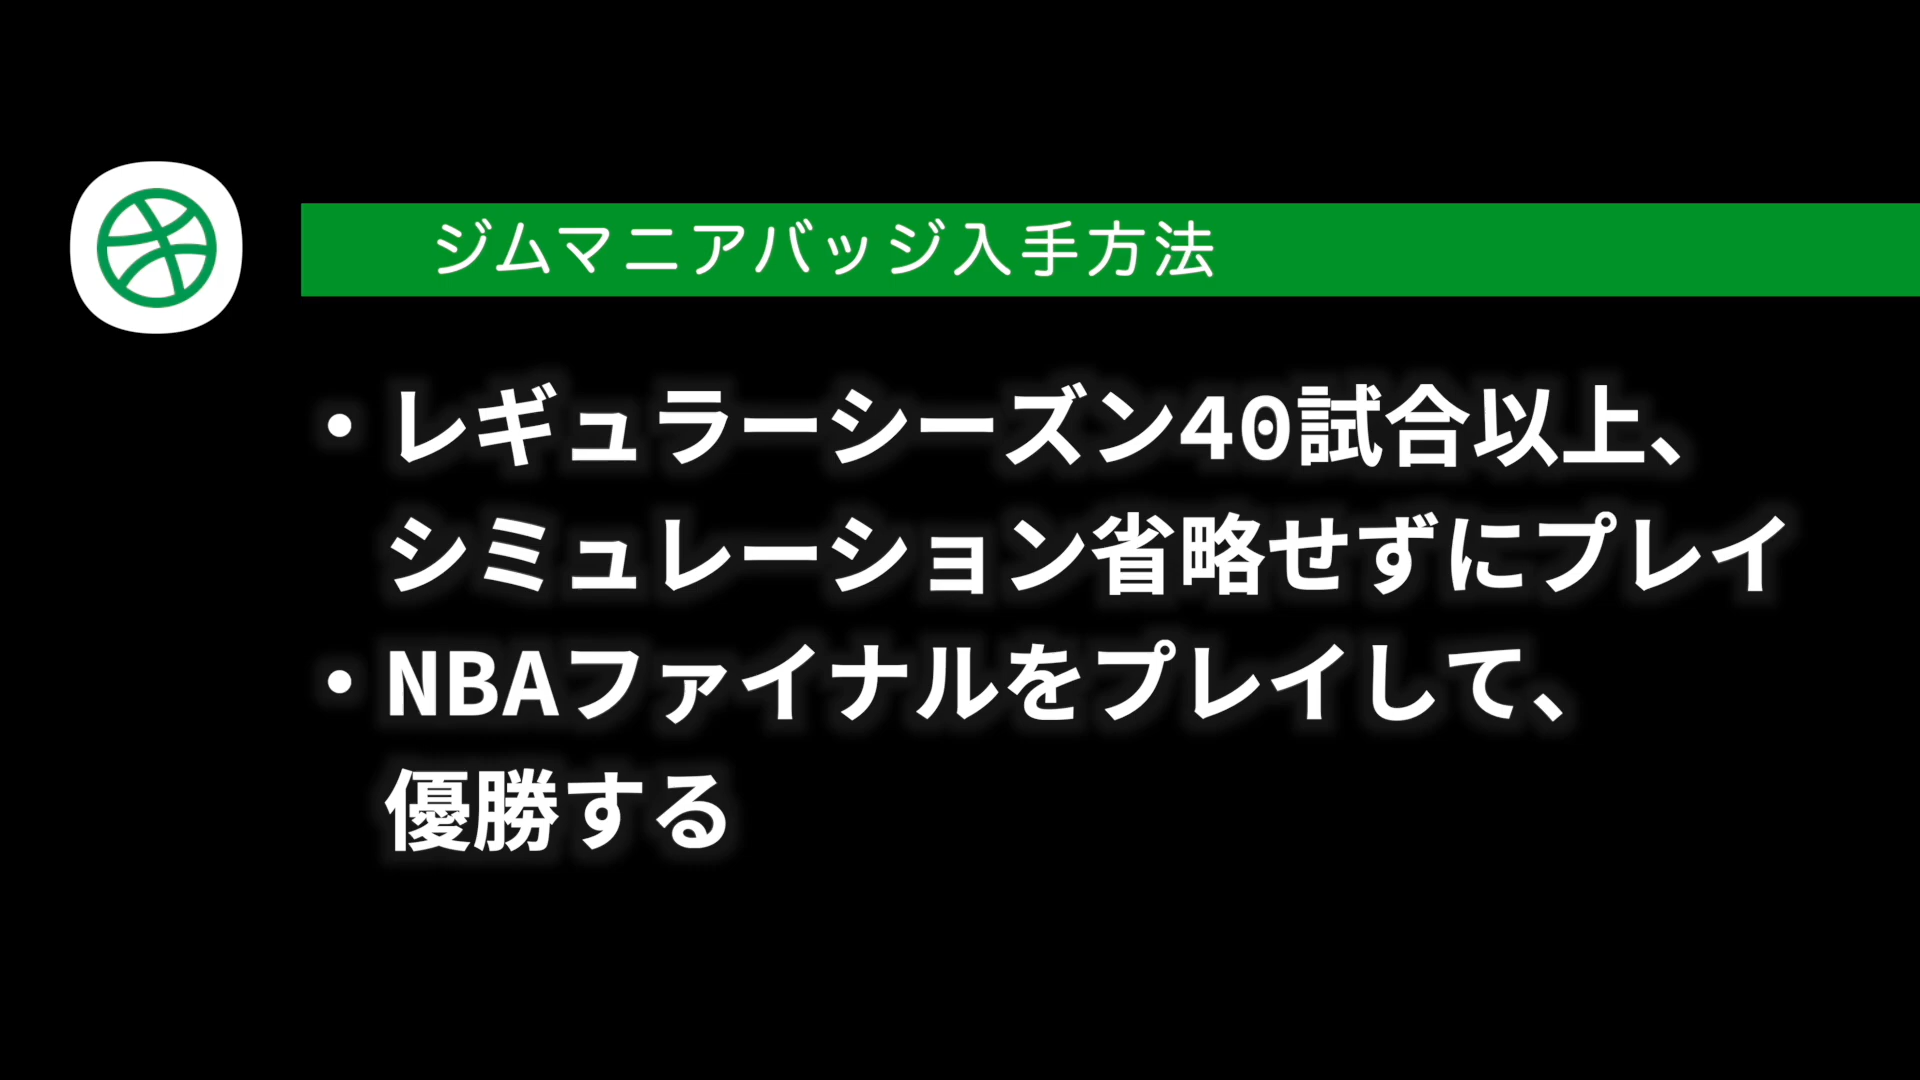 ジムマニアバッジ入手方法
・レギュラーシーズン40試合以上、
シミュレーション省略せずにプレイ
・NBAファイナルをプレイして、
優勝する